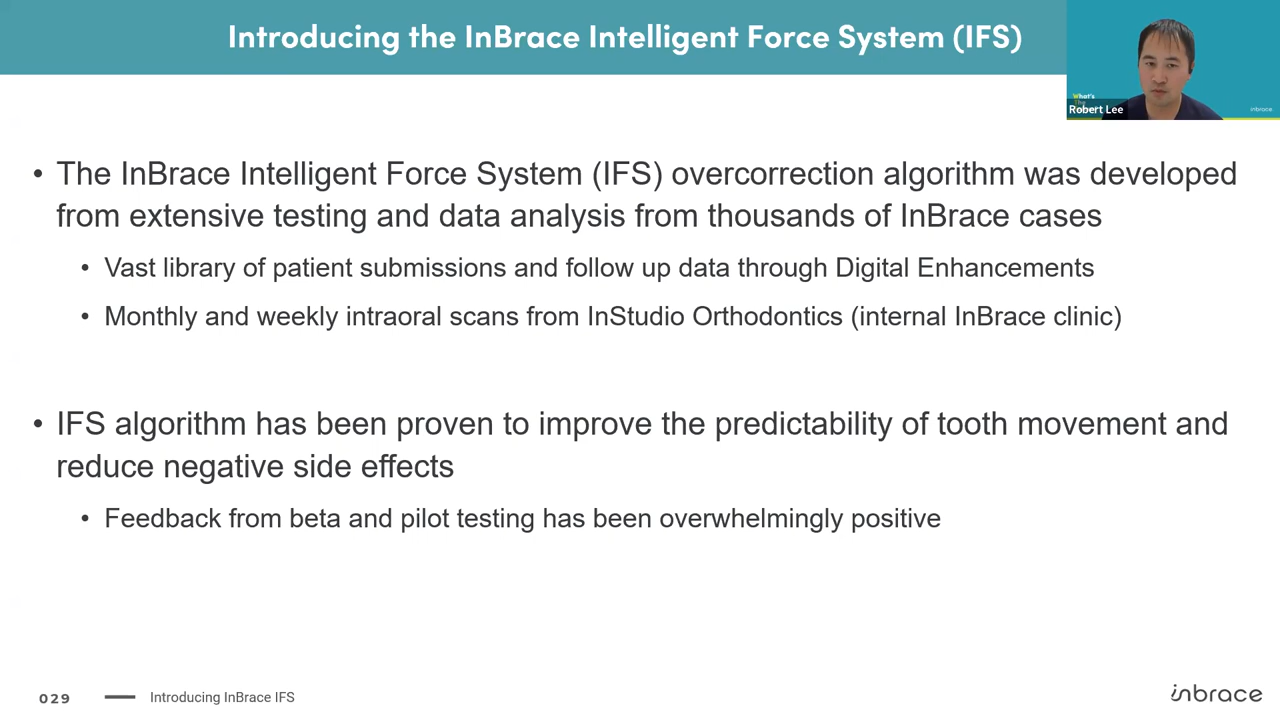 Introducing the InBrace Intelligent Force System (IFS)
What's
The
Robert Lee
inbrace
• The InBrace Intelligent Force System (IFS) overcorrection algorithm was developed
from extensive testing and data analysis from thousands of InBrace cases
• Vast library of patient submissions and follow up data through Digital Enhancements
• Monthly and weekly intraoral scans from InStudio Orthodontics (internal InBrace clinic)
• IFS algorithm has been proven to improve the predictability of tooth movement and
reduce negative side effects
• Feedback from beta and pilot testing has been overwhelmingly positive
029
Introducing InBrace IFS
inbrace